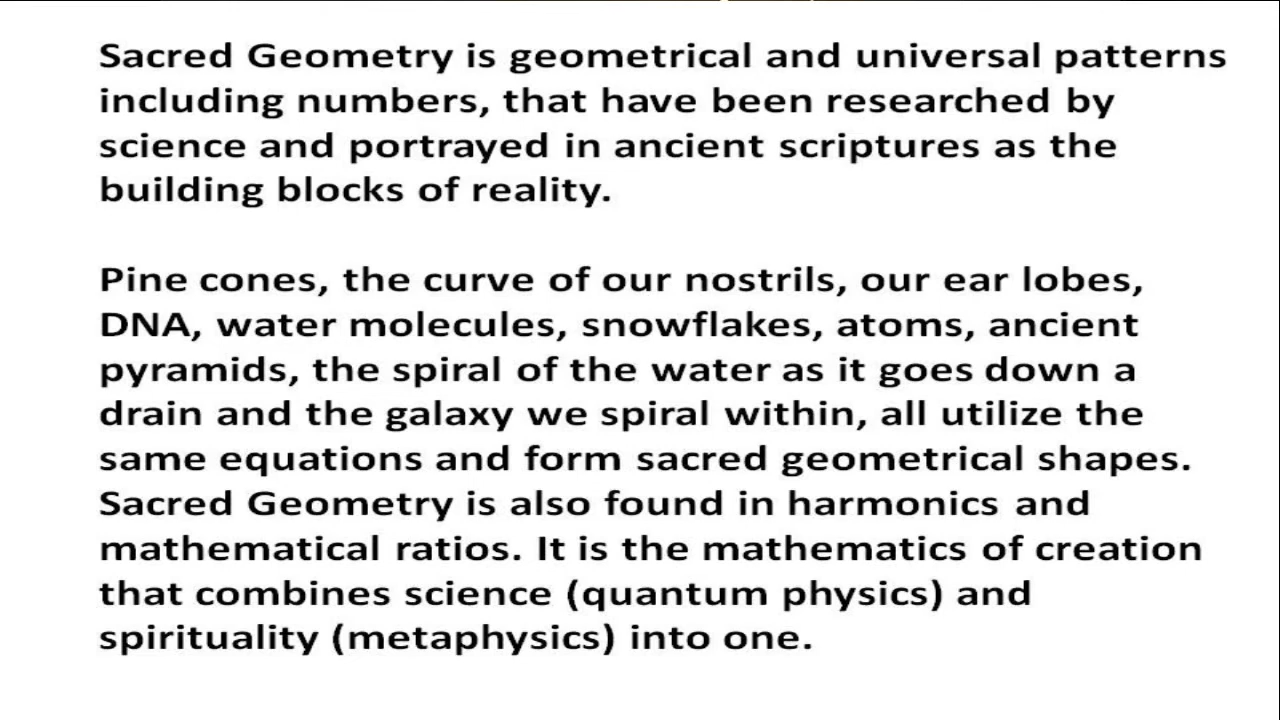 Sacred Geometry is geometrical and universal patterns
including numbers, that have been researched by
science and portrayed in ancient scriptures as the
building blocks of reality.
Pine cones, the curve of our nostrils, our ear lobes,
DNA, water molecules, snowflakes, atoms, ancient
pyramids, the spiral of the water as it goes down a
drain and the galaxy we spiral within, all utilize the
same equations and form sacred geometrical shapes.
Sacred Geometry is also found in harmonics and
mathematical ratios. It is the mathematics of creation
that combines science (quantum physics) and
spirituality (metaphysics) into one.